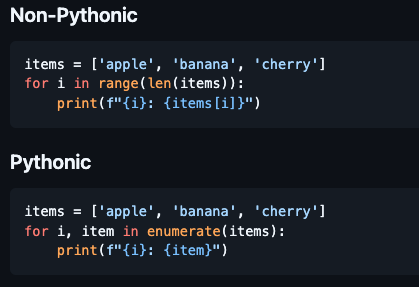 Non-Pythonic
items = ['apple', 'banana', 'cherry']
for i in range(len(items)):
    print(f"{i}: {items[i]}")
Pythonic
items = ['apple', 'banana', 'cherry']
for i, item in enumerate(items):
    print(f"{i}: {item}")